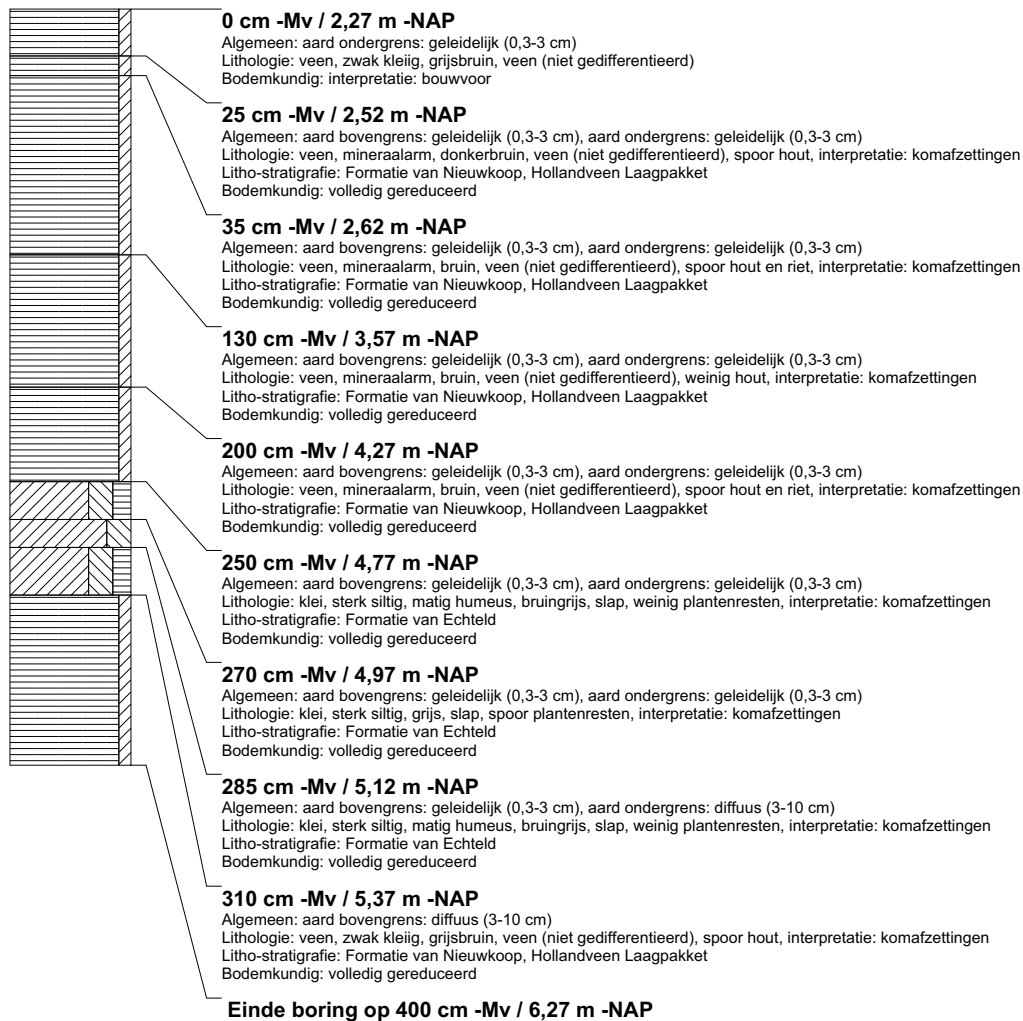 0 cm -Mv / 2,27 m -NAP
Algemeen: aard ondergrens: geleidelijk (0,3-3 cm)
Lithologie: veen, zwak kleiig, grijsbruin, veen (niet gedifferentieerd)
Bodemkundig: interpretatie: bouwvoor
25 cm -Mv / 2,52 m -NAP
Algemeen: aard bovengrens: geleidelijk (0,3-3 cm), aard ondergrens: geleidelijk (0,3-3 cm)
Lithologie: veen, mineraalarm, donkerbruin, veen (niet gedifferentieerd), spoor hout, interpretatie: komafzettingen
Litho-stratigrafie: Formatie van Nieuwkoop, Hollandveen Laagpakket
Bodemkundig: volledig gereduceerd
35 cm -Mv / 2,62 m -NAP
Algemeen: aard bovengrens: geleidelijk (0,3-3 cm), aard ondergrens: geleidelijk (0,3-3 cm)
Lithologie: veen, mineraalarm, bruin, veen (niet gedifferentieerd), spoor hout en riet, interpretatie: komafzettingen
Litho-stratigrafie: Formatie van Nieuwkoop, Hollandveen Laagpakket
Bodemkundig: volledig gereduceerd
130 cm -Mv / 3,57 m -NAP
Algemeen: aard bovengrens: geleidelijk (0,3-3 cm), aard ondergrens: geleidelijk (0,3-3 cm)
Lithologie: veen, mineraalarm, bruin, veen (niet gedifferentieerd), weinig hout, interpretatie: komafzettingen
Litho-stratigrafie: Formatie van Nieuwkoop, Hollandveen Laagpakket
Bodemkundig: volledig gereduceerd
200 cm -Mv / 4,27 m -NAP
Algemeen: aard bovengrens: geleidelijk (0,3-3 cm), aard ondergrens: geleidelijk (0,3-3 cm)
Lithologie: veen, mineraalarm, bruin, veen (niet gedifferentieerd), spoor hout en riet, interpretatie: komafzettingen
Litho-stratigrafie: Formatie van Nieuwkoop, Hollandveen Laagpakket
Bodemkundig: volledig gereduceerd
250 cm -Mv / 4,77 m -NAP
Algemeen: aard bovengrens: geleidelijk (0,3-3 cm), aard ondergrens: geleidelijk (0,3-3 cm)
Lithologie: klei, sterk siltig, matig humeus, bruingrijs, slap, weinig plantenresten, interpretatie: komafzettingen
Litho-stratigrafie: Formatie van Echteld
Bodemkundig: volledig gereduceerd
270 cm -Mv / 4,97 m -NAP
Algemeen: aard bovengrens: geleidelijk (0,3-3 cm), aard ondergrens: geleidelijk (0,3-3 cm)
Lithologie: klei, sterk siltig, grijs, slap, spoor plantenresten, interpretatie: komafzettingen
Litho-stratigrafie: Formatie van Echteld
Bodemkundig: volledig gereduceerd
285 cm -Mv / 5,12 m -NAP
Algemeen: aard bovengrens: geleidelijk (0,3-3 cm), aard ondergrens: diffuus (3-10 cm)
Lithologie: klei, sterk siltig, matig humeus, bruingrijs, slap, weinig plantenresten, interpretatie: komafzettingen
Litho-stratigrafie: Formatie van Echteld
Bodemkundig: volledig gereduceerd
310 cm -Mv / 5,37 m -NAP
Algemeen: aard bovengrens: diffuus (3-10 cm)
Lithologie: veen, zwak kleiig, grijsbruin, veen (niet gedifferentieerd), spoor hout, interpretatie: komafzettingen
Litho-stratigrafie: Formatie van Nieuwkoop, Hollandveen Laagpakket
Bodemkundig: volledig gereduceerd
Einde boring op 400 cm -Mv / 6,27 m -NAP